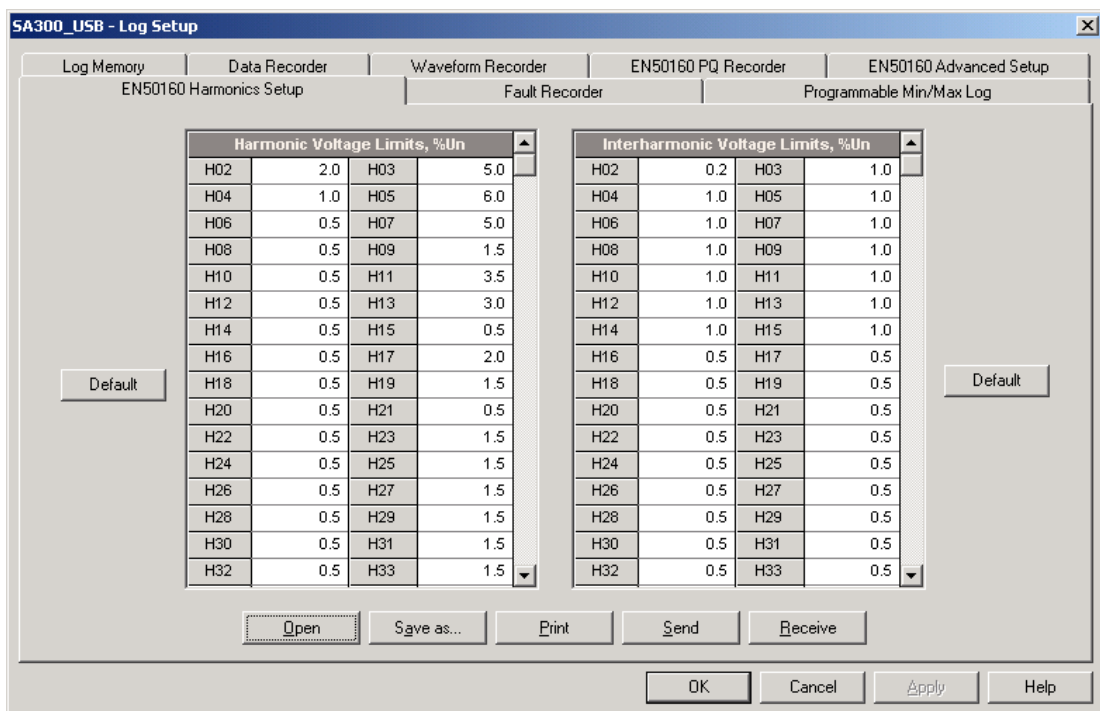 SA300_USB - Log Setup
Log Memory Data Recorder Waveform Recorder EN50160 PQ Recorder EN50160 Advanced Setup
EN50160 Harmonics Setup Fault Recorder Programmable Min/Max Log
Harmonic Voltage Limits, %Un Interharmonic Voltage Limits, %Un
H02 2.0 H03 5.0 H02 0.2 H03 1.0
H04 1.0 H05 6.0 H04 1.0 H05 1.0
H06 0.5 H07 5.0 H06 1.0 H07 1.0
H08 0.5 H09 1.5 H08 1.0 H09 1.0
H10 0.5 H11 3.5 H10 1.0 H11 1.0
H12 0.5 H13 3.0 H12 1.0 H13 1.0
H14 0.5 H15 0.5 H14 1.0 H15 1.0
H16 0.5 H17 2.0 H16 0.5 H17 0.5
Default H18 0.5 H19 1.5 H18 0.5 H19 0.5 Default
H20 0.5 H21 0.5 H20 0.5 H21 0.5
H22 0.5 H23 1.5 H22 0.5 H23 0.5
H24 0.5 H25 1.5 H24 0.5 H25 0.5
H26 0.5 H27 1.5 H26 0.5 H27 0.5
H28 0.5 H29 1.5 H28 0.5 H29 0.5
H30 0.5 H31 1.5 H30 0.5 H31 0.5
H32 0.5 H33 1.5 H32 0.5 H33 0.5
Open Save as... Print Send Receive
OK Cancel Apply Help